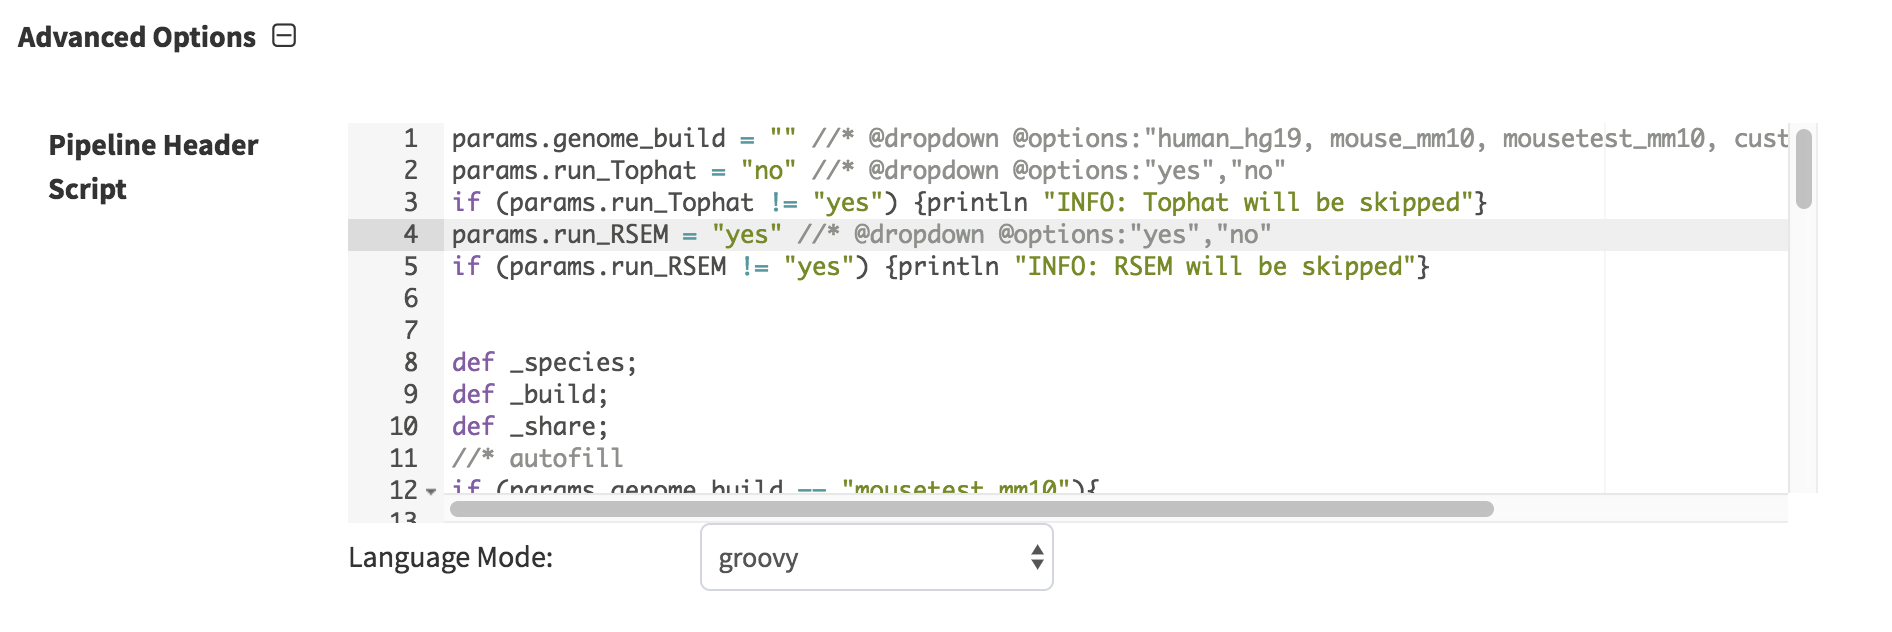 Advanced Options
Pipeline Header
Script
1 params.genome_build = "" //* @dropdown @options:"human_hg19, mouse_mm10, mousetest_mm10, cust
2 params.run_Tophat = "no" //* @dropdown @options:"yes","no"
3 if (params.run_Tophat != "yes") {println "INFO: Tophat will be skipped"}
4 params.run_RSEM = "yes" //* @dropdown @options:"yes","no"
5 if (params.run_RSEM != "yes") {println "INFO: RSEM will be skipped"}
6
7
8 def _species;
9 def _build;
10 def _share;
11 //* autofill
12 if (params.genome_build == "mousetest_mm10"){
13
Language Mode: groovy